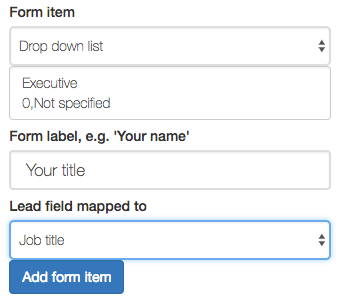 Form item
Drop down list
Executive
0,Not specified
Form label, e.g. 'Your name'
Your title
Lead field mapped to
Job title
Add form item